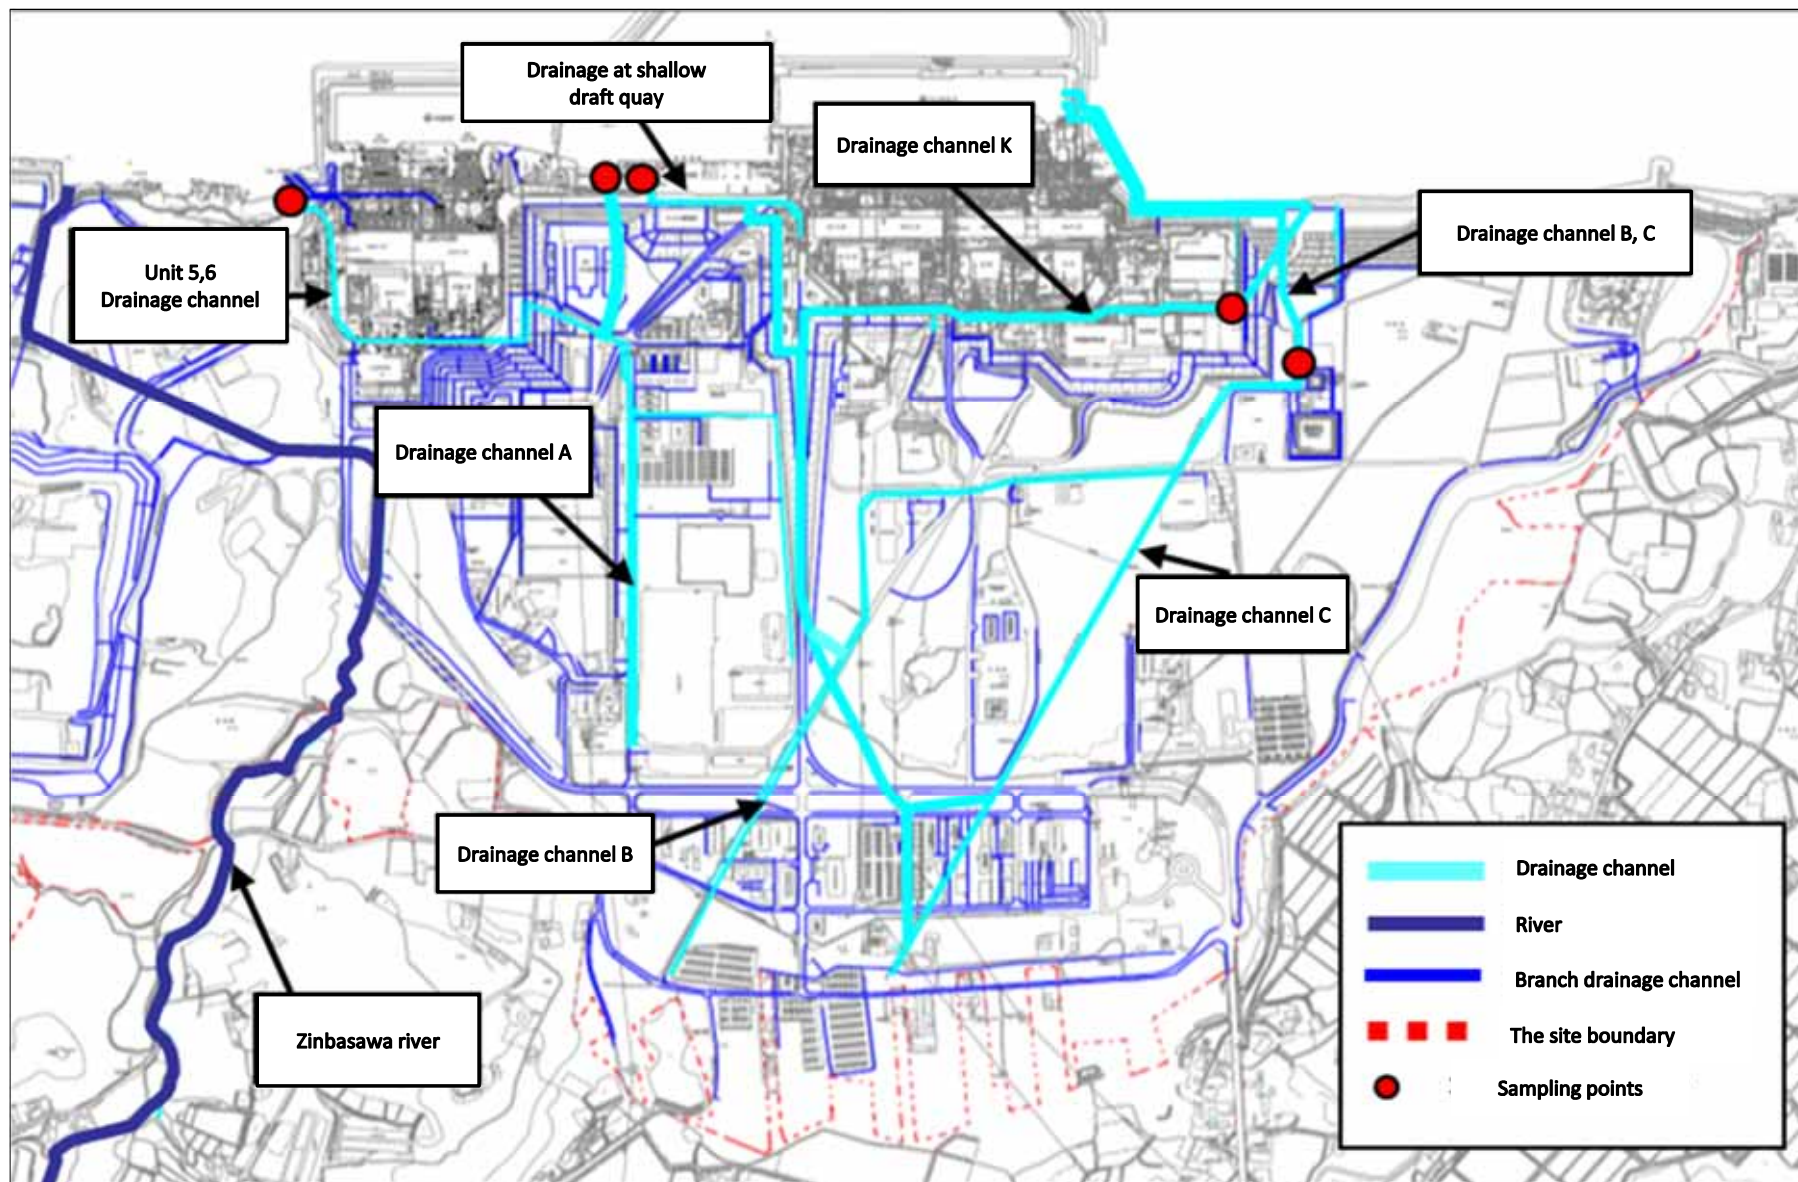 Drainage at shallow
draft quay
Drainage channel K
Drainage channel B, C
Unit 5,6
Drainage channel
Drainage channel A
Drainage channel C
Drainage channel B
Zinbasawa river
Drainage channel
River
Branch drainage channel
The site boundary
Sampling points